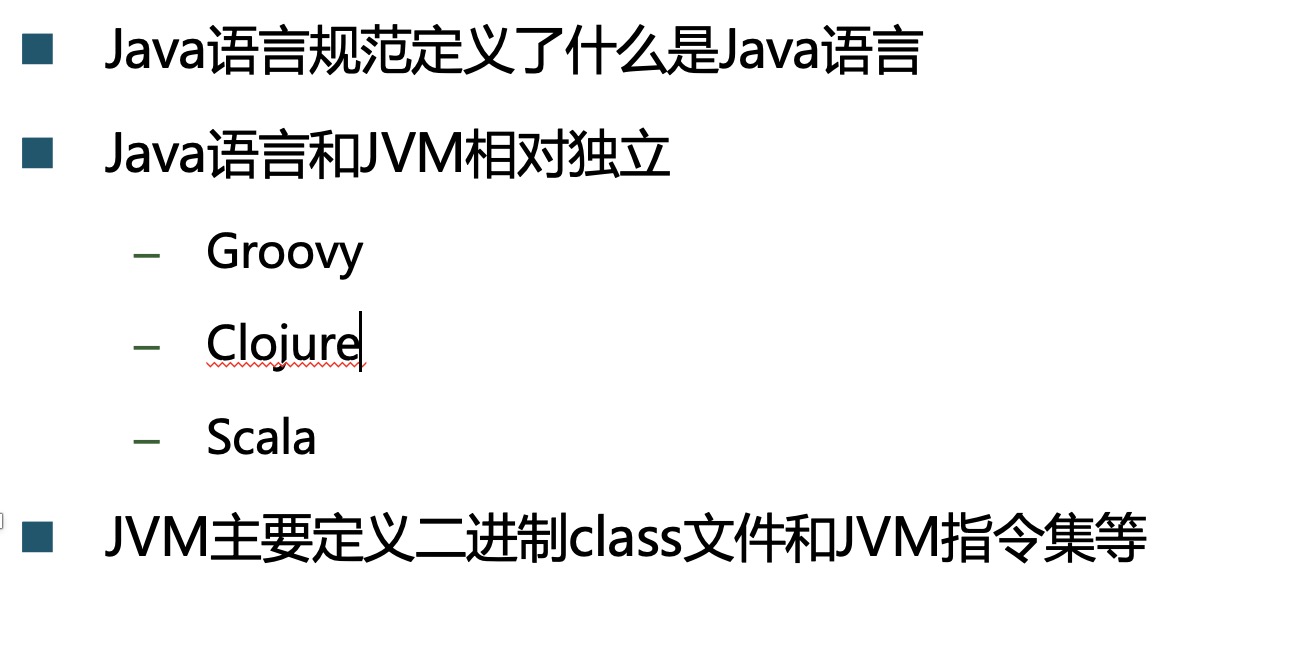 Java语言规范定义了什么是Java语言
Java语言和JVM相对独立
– Groovy
– Clojure
– Scala
JVM主要定义二进制class文件和JVM指令集等